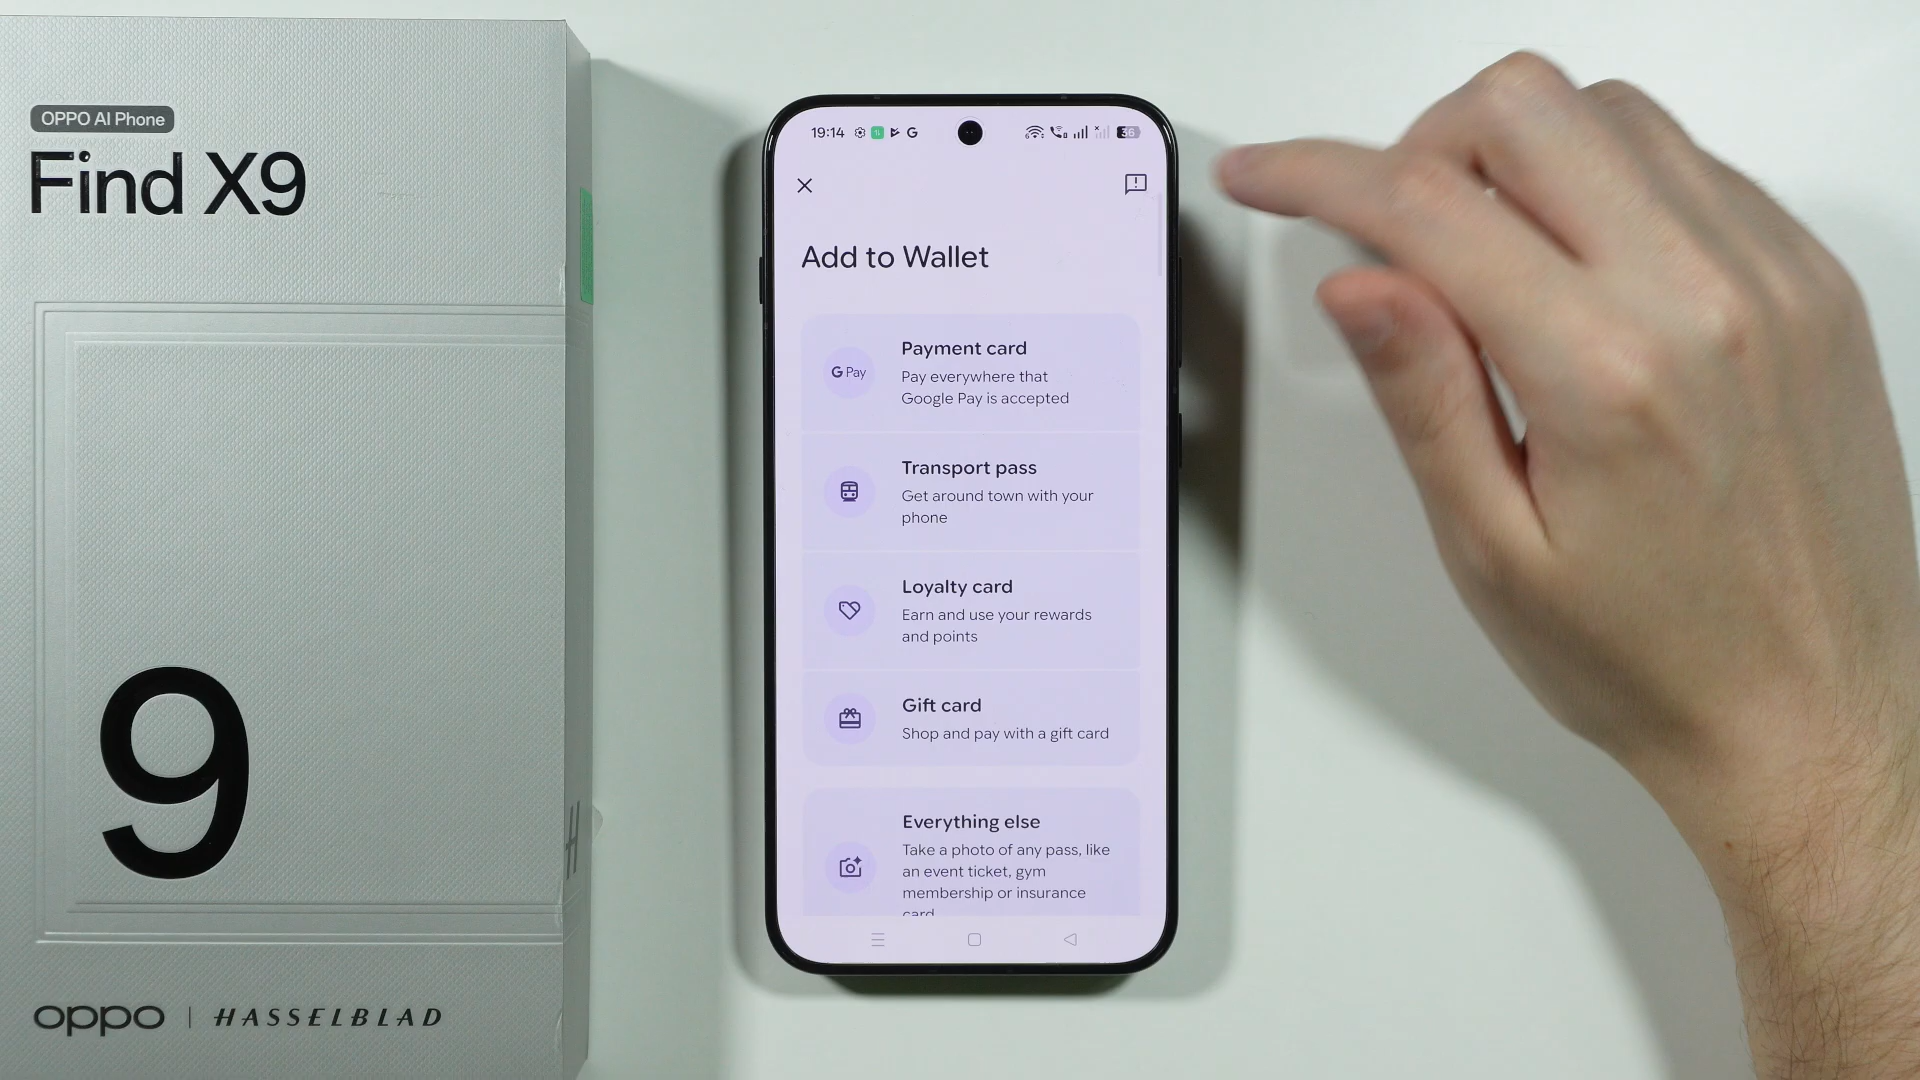 OPPO AI Phone
Find X9
9
oppo | HASSELBLAD
H
19:14
36
Add to Wallet
G Pay
Payment card
Pay everywhere that
Google Pay is accepted
Transport pass
Get around town with your
phone
Loyalty card
Earn and use your rewards
and points
Gift card
Shop and pay with a gift card
Everything else
Take a photo of any pass, like
an event ticket, gym
membership or insurance
card